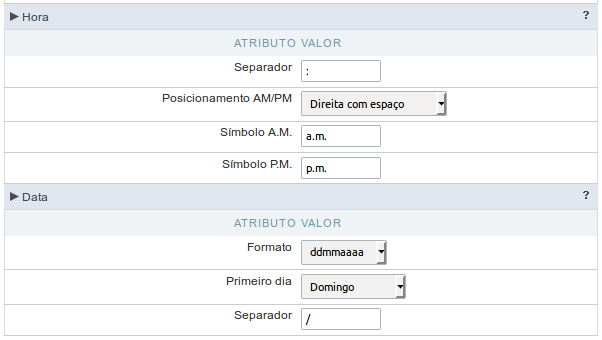 Hora ?
ATRIBUTO VALOR
Separador :
Posicionamento AM/PM Direita com espaço
Símbolo A.M. a.m.
Símbolo P.M. p.m.
Data ?
ATRIBUTO VALOR
Formato ddmmaaaa
Primeiro dia Domingo
Separador /